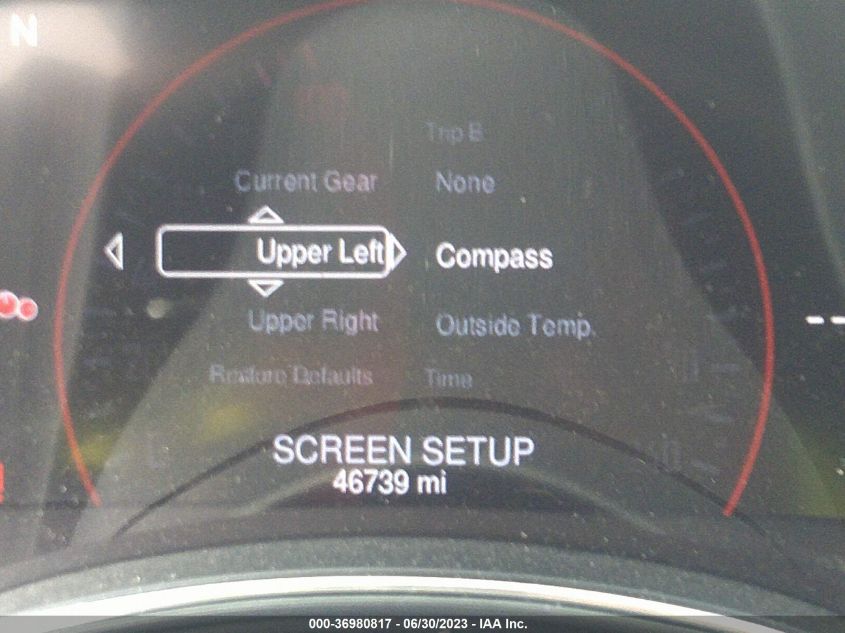 N
Trip B
Current Gear None
Upper Left Compass
Upper Right Outside Temp.
Restore Defaults Time
SCREEN SETUP
46739 mi
--
000-36980817 - 06/30/2023 - IAA Inc.